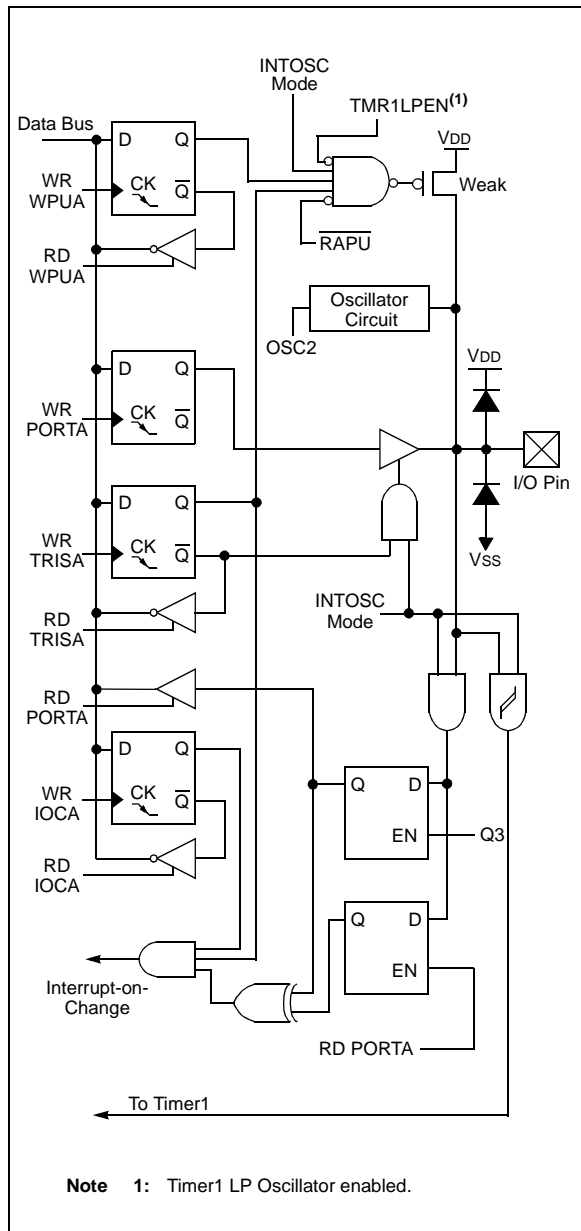 INTOSC
Mode
TMR1LPEN(1)
Data Bus
VDD
D Q
WR
WPUA
CK Q
Weak
RAPU
RD
WPUA
Oscillator
Circuit
OSC2
VDD
D Q
WR
PORTA
CK Q
I/O Pin
D Q
WR
TRISA
CK Q
VSS
INTOSC
Mode
RD
TRISA
RD
PORTA
D Q
WR
IOCA
CK Q
Q D
EN Q3
RD
IOCA
Q D
EN
Interrupt-on-
Change
RD PORTA
To Timer1
Note 1: Timer1 LP Oscillator enabled.